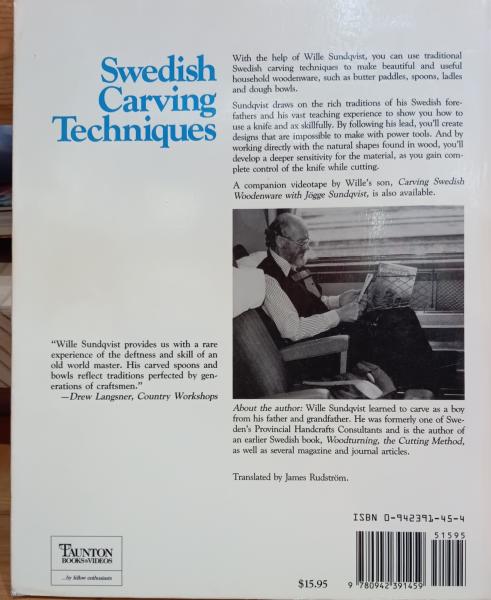 Swedish
Carving
Techniques
With the help of Wille Sundqvist, you can use traditional
Swedish carving techniques to make beautiful and useful
household woodenware, such as butter paddles, spoons, ladles
and dough bowls.
Sundqvist draws on the rich traditions of his Swedish fore-
fathers and his vast teaching experience to show you how to
use a knife and ax skillfully. By following his lead, you'll create
designs that are impossible to make with power tools. And by
working directly with the natural shapes found in wood, you'll
develop a deeper sensitivity for the material, as you gain com-
plete control of the knife while cutting.
A companion videotape by Wille's son, Carving Swedish
Woodenware with Jögge Sundqvist, is also available.
"Wille Sundqvist provides us with a rare
experience of the deftness and skill of an
old world master. His carved spoons and
bowls reflect traditions perfected by gen-
erations of craftsmen."
—Drew Langsner, Country Workshops
About the author: Wille Sundqvist learned to carve as a boy
from his father and grandfather. He was formerly one of Swe-
den's Provincial Handcrafts Consultants and is the author of
an earlier Swedish book, Woodturning, the Cutting Method,
as well as several magazine and journal articles.
Translated by James Rudström.
ISBN 0-942391-45-4
51595
TAUNTON
BOOKS & VIDEOS
...by fellow enthusiasts
$15.95
9 780942 391459